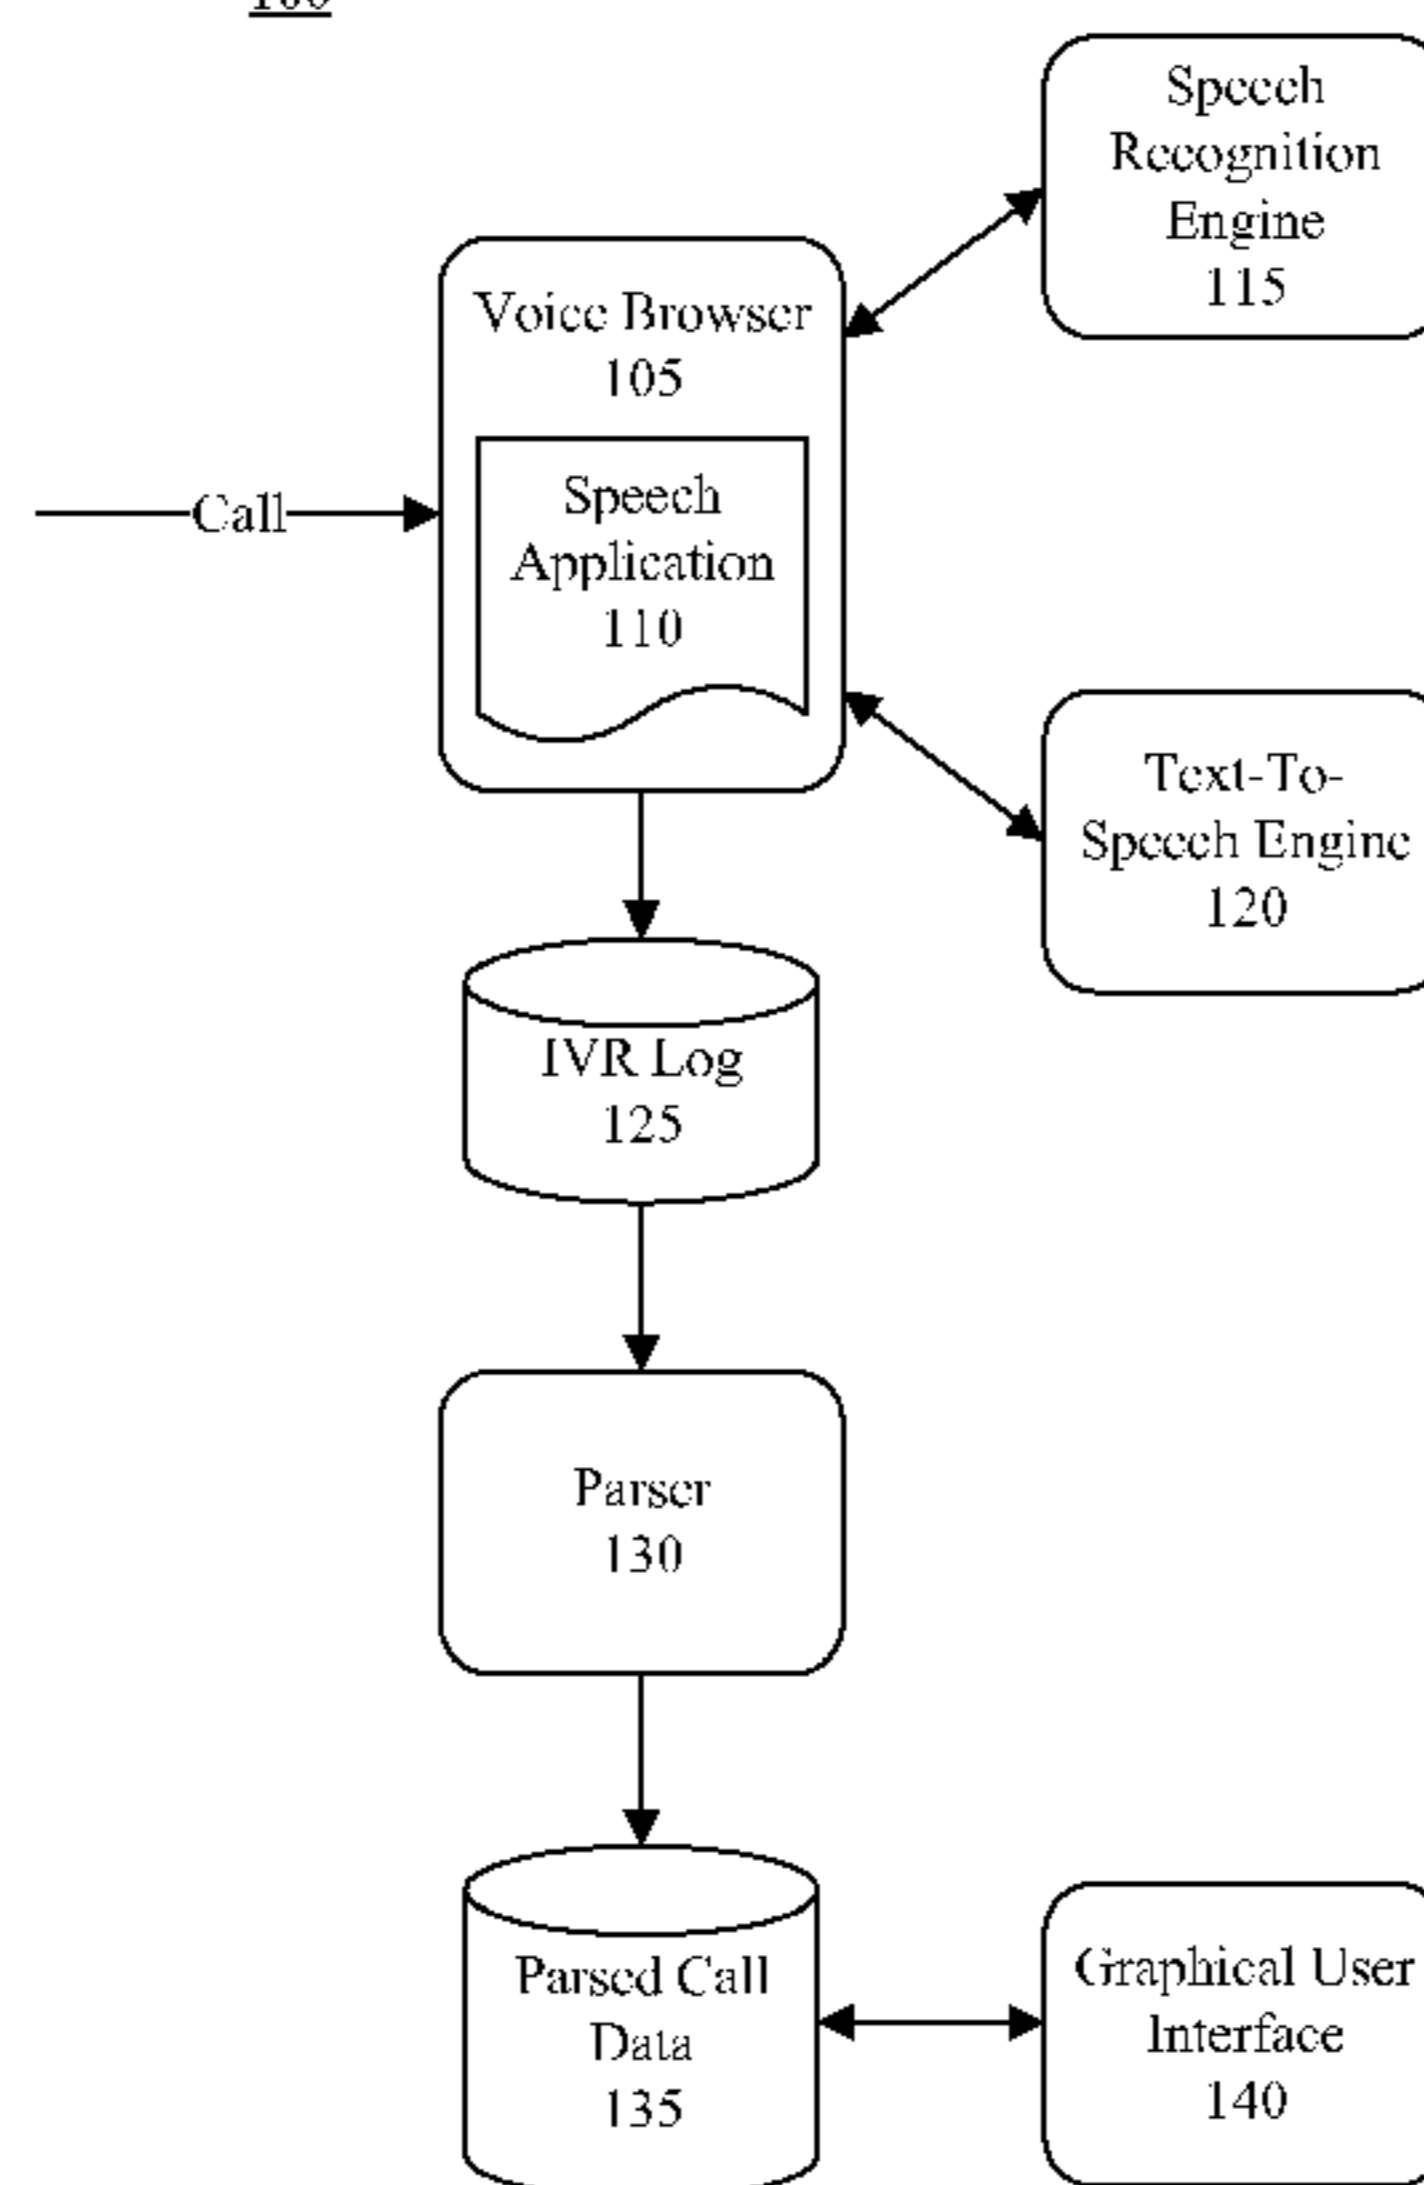 Speech
Recognition
Engine
115
Voice Browser
105
Speech
Application
110
Call
Text-To-
Speech Engine
120
IVR Log
125
Parser
130
Parsed Call
Data
135
Graphical User
Interface
140